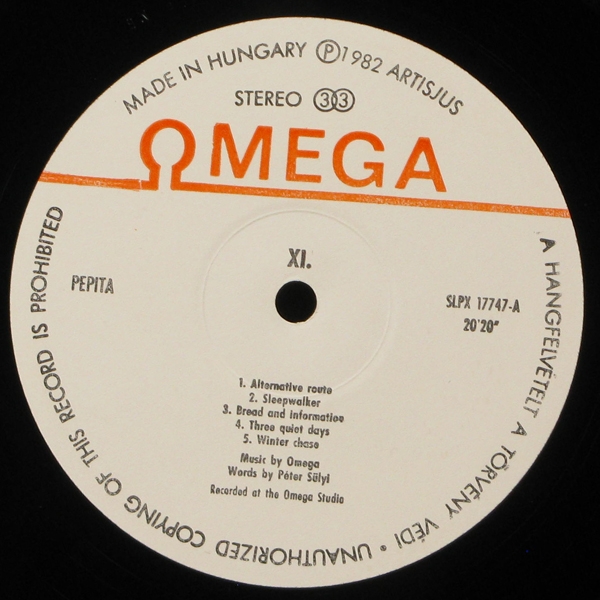 MADE IN HUNGARY Ⓟ1982 ARTISJUS
STEREO 33
ΩMEGA
XI.
PEPITA
SLPX 17747-A
20'20"
1. Alternative route
2. Sleepwalker
3. Bread and information
4. Three quiet days
5. Winter chase
Music by Omega
Words by Péter Sülyi
Recorded at the Omega Studio
A HANGFELVÉTELT A TÖRVÉNY VÉDI • UNAUTHORIZED COPYING OF THIS RECORD IS PROHIBITED